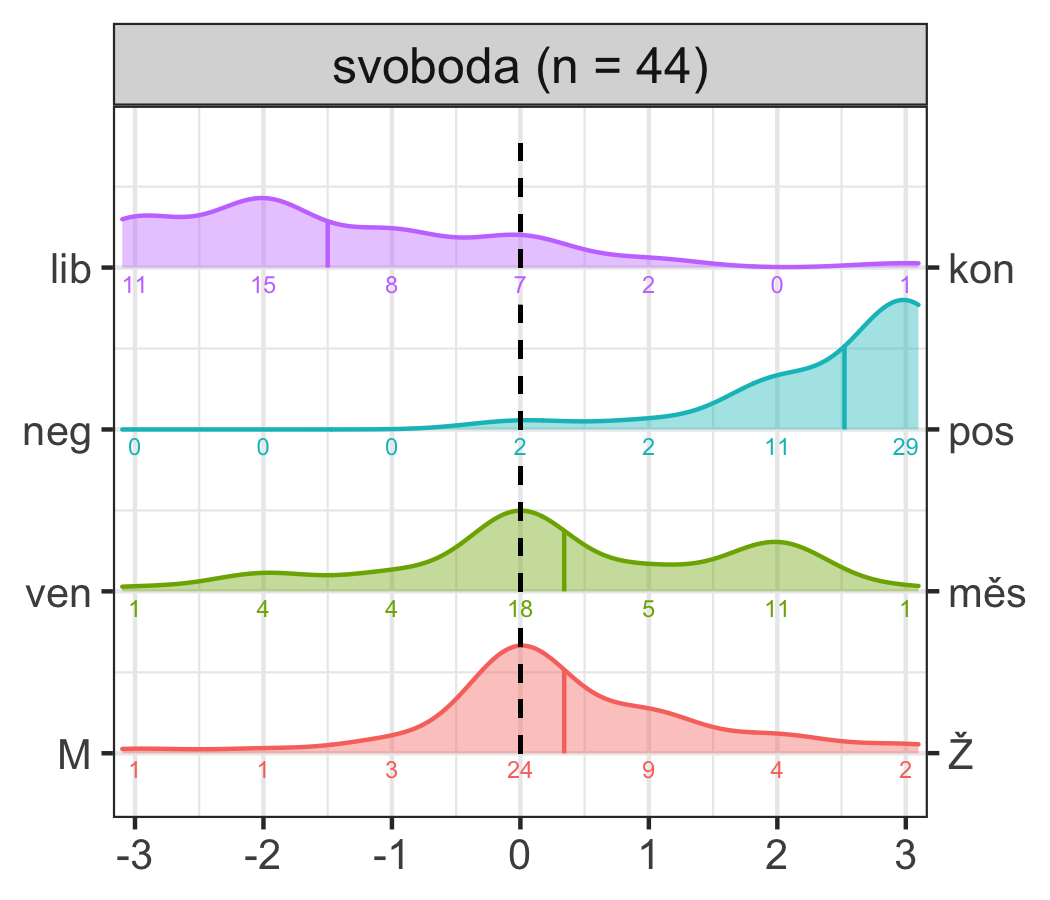 svoboda (n = 44)
lib kon
11 15 8 7 2 0 1
neg pos
0 0 0 2 2 11 29
ven měs
1 4 4 18 5 11 1
M Ž
1 1 3 24 9 4 2
-3 -2 -1 0 1 2 3